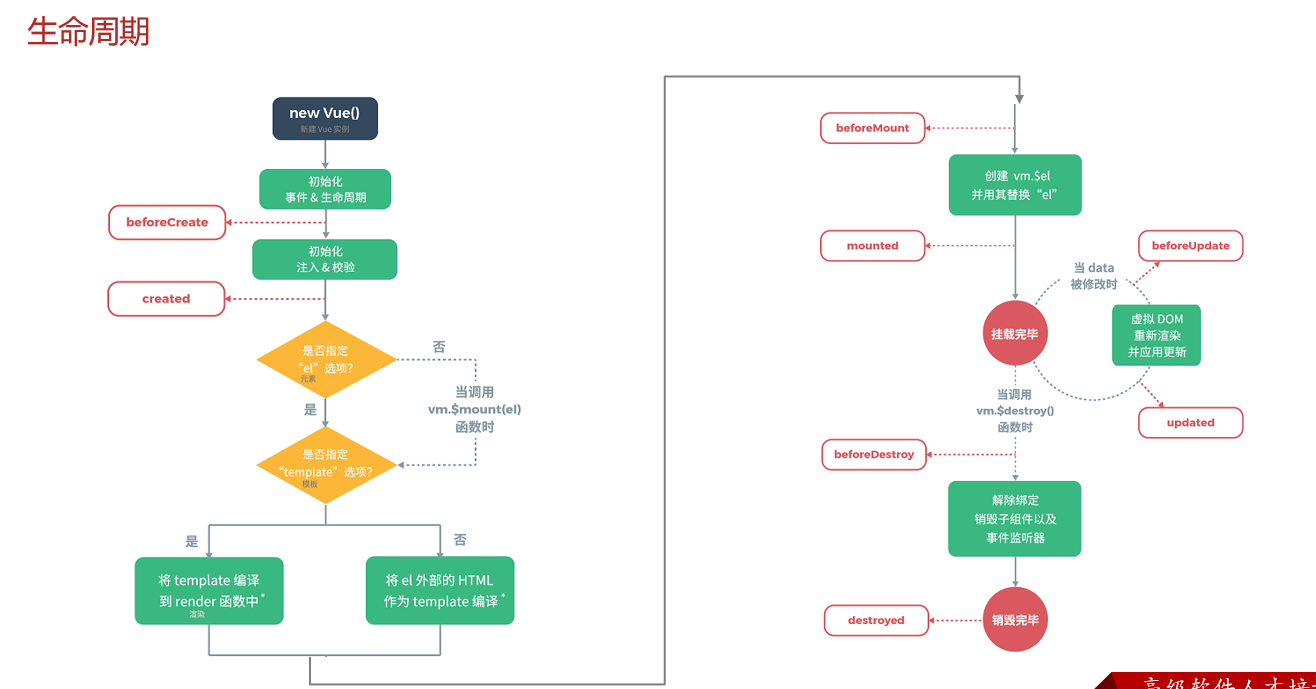 生命周期
new Vue()
新建 Vue 实例
初始化
事件 & 生命周期
beforeCreate
初始化
注入 & 校验
created
是否指定
“el” 选项?
元素
否
当调用
vm.$mount(el)
函数时
是
是否指定
“template” 选项?
模板
是
否
将 template 编译
到 render 函数中*
渲染
将 el 外部的 HTML
作为 template 编译*
beforeMount
创建 vm.$el
并用其替换 “el”
mounted
挂载完毕
当 data
被修改时
beforeUpdate
虚拟 DOM
重新渲染
并应用更新
updated
当调用
vm.$destroy()
函数时
beforeDestroy
解除绑定
销毁子组件以及
事件监听器
destroyed
销毁完毕
高级软件人才培